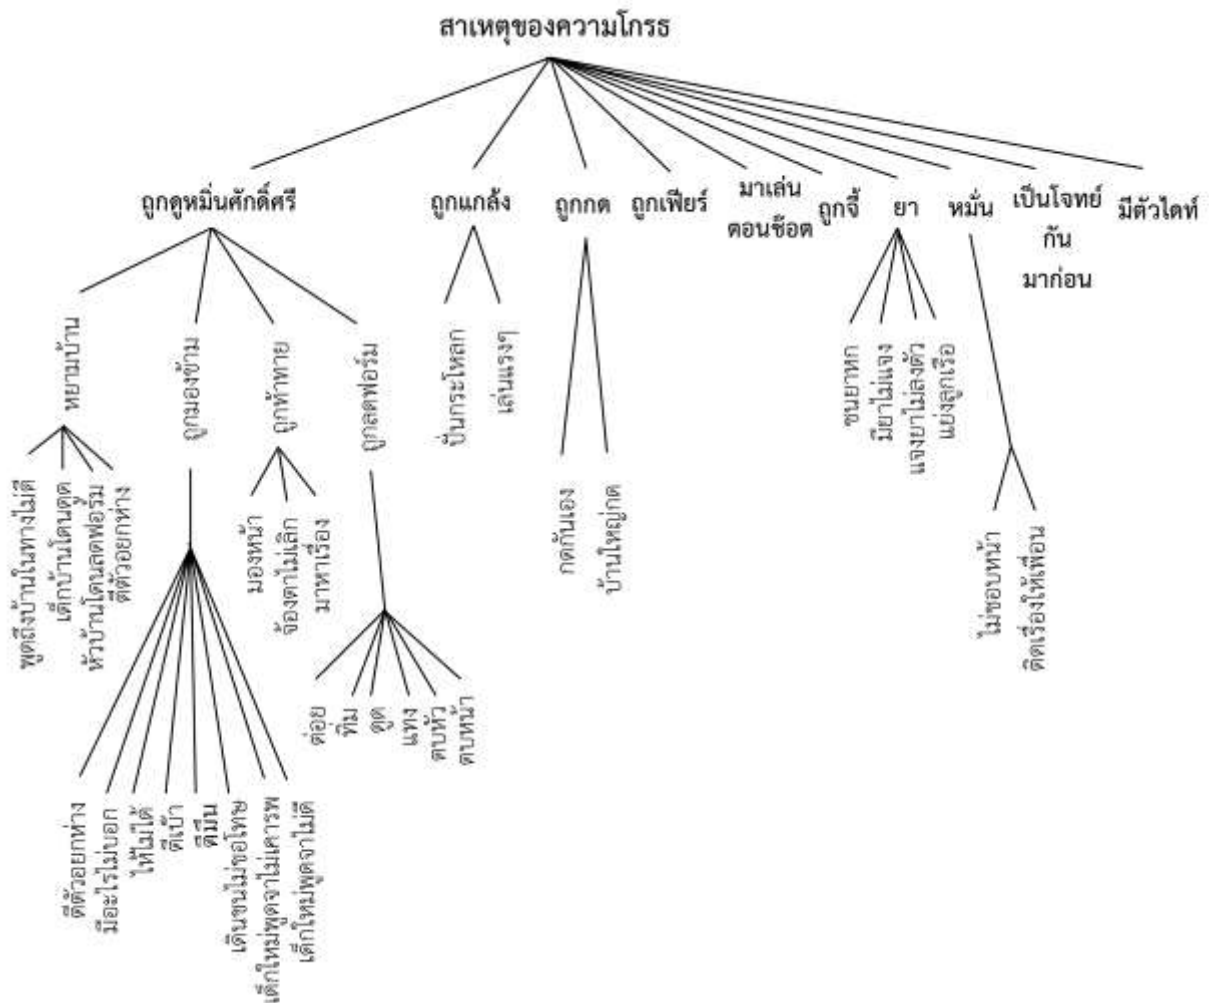 สาเหตุของความโกรธ
ถูกดูหมิ่นศักดิ์ศรี
ถูกแกล้ง
ถูกกด
ถูกเฟียร์
มาเล่น
ตอนช๊อต
ถูกจี้
ยา
หมั่น
เป็นโจทย์
กัน
มาก่อน
มีตัวไดท์
หยามบ้าน
ถูกมองข้าม
ถูกท้าทาย
ถูกลดฟอร์ม
ปั่นกระโหลก
เล่นแรงๆ
กดกันเอง
บ้านใหญ่กด
ชนยาหก
มียาไม่แจง
แจงยาไม่ลงตัว
แย่งลูกเรือ
ไม่ชอบหน้า
ติดเรื่องให้เพื่อน
พูดถึงบ้านในทางไม่ดี
เด็กบ้านโดนดูด
หัวบ้านโดนลดฟอร์ม
ตีตัวออกห่าง
มองหน้า
จ้องตาไม่เลิก
มาหาเรื่อง
ต่อย
ทิ่ม
ดูด
แทง
ตบหัว
ตบหน้า
ตีตัวออกห่าง
มีอะไรไม่บอก
ไห้ไม่ได้
ตีเบ๊า
ตีมึน
เดินชนไม่ขอโทษ
เด็กใหม่พูดจาไม่เคารพ
เด็กใหม่พูดจาไม่ดี